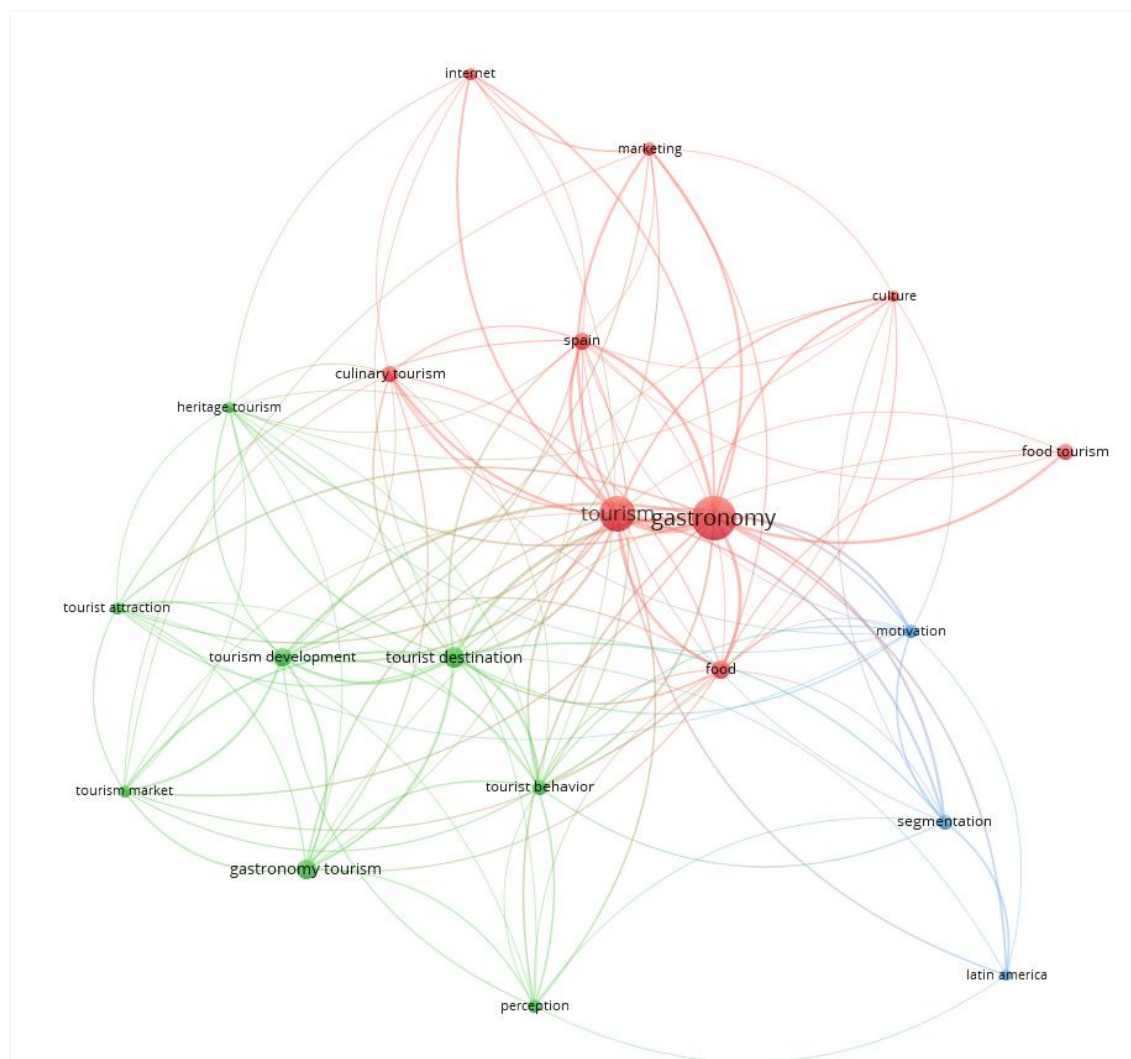 internet
marketing
culture
spain
culinary tourism
heritage tourism
food tourism
tourism
gastronomy
tourist attraction
motivation
tourism development
tourist destination
food
tourist behavior
tourism market
segmentation
gastronomy tourism
latin america
perception